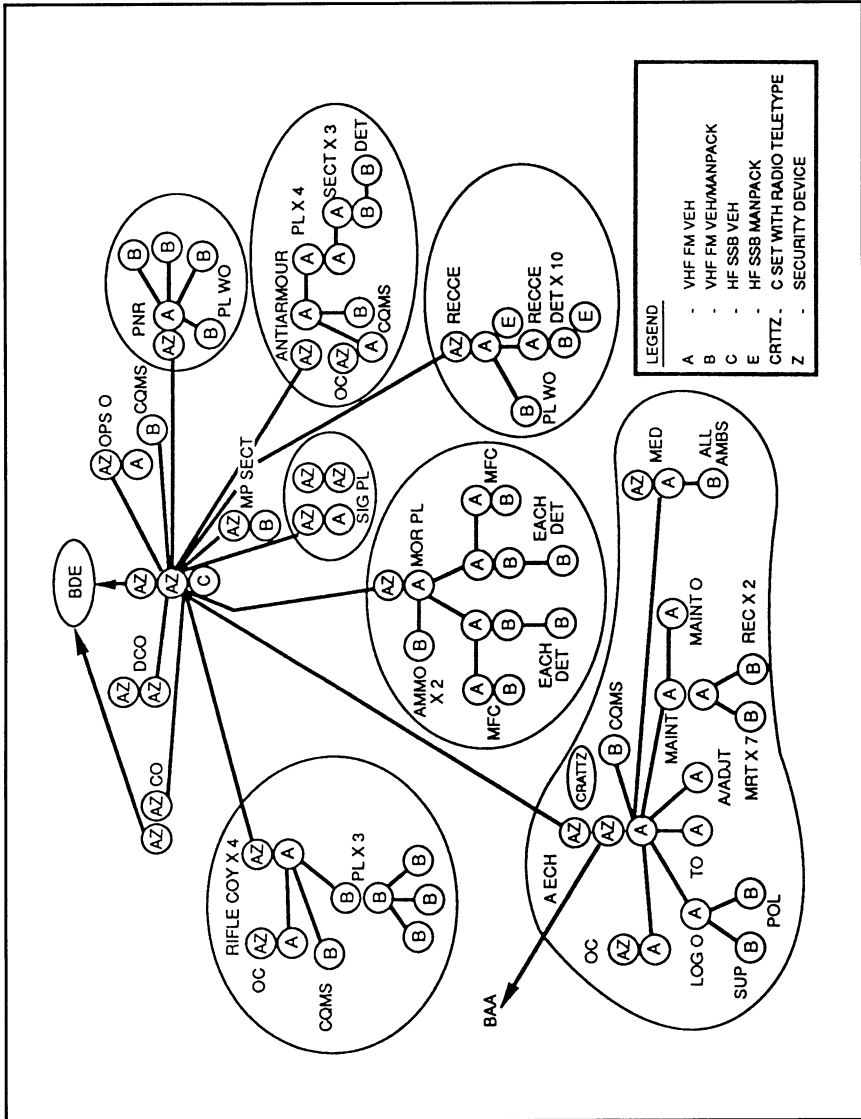 BDE
AZ
AZ
C
AZ AZ CO
DCO
AZ
AZ
AZ OPS O
A
CQMS
B
PNR
AZ
A
B
B
B
B
PL WO
MP SECT
AZ
B
AZ AZ
AZ A
SIG PL
RIFLE COY X 4
AZ
A
OC
AZ
A
CQMS
B
PL X 3
B
B
B
B
B
ANTIARMOUR
AZ
A
OC AZ
A
B
CQMS
PL X 4
A
A
SECT X 3
A
B
B
DET
AZ RECCE
A
E
PL WO
B
RECCE
DET X 10
A
B
E
AZ
A
MOR PL
AMMO
X 2
B
A
A
MFC
A
B
MFC
A
B
B
B
EACH
DET
B
B
EACH
DET
BAA
A ECH
AZ
AZ
A
CRATTZ
CQMS
B
OC
AZ
A
LOG O
A
SUP B
B POL
TO
A
A/ADJT
A
MAINT
A
A
MAINT O
A
MRT X 7 B
B REC X 2
AZ
A
MED
B
ALL
AMBS
LEGEND
A - VHF FM VEH
B - VHF FM VEH/MANPACK
C - HF SSB VEH
E - HF SSB MANPACK
CRTTZ - C SET WITH RADIO TELETYPE
Z - SECURITY DEVICE